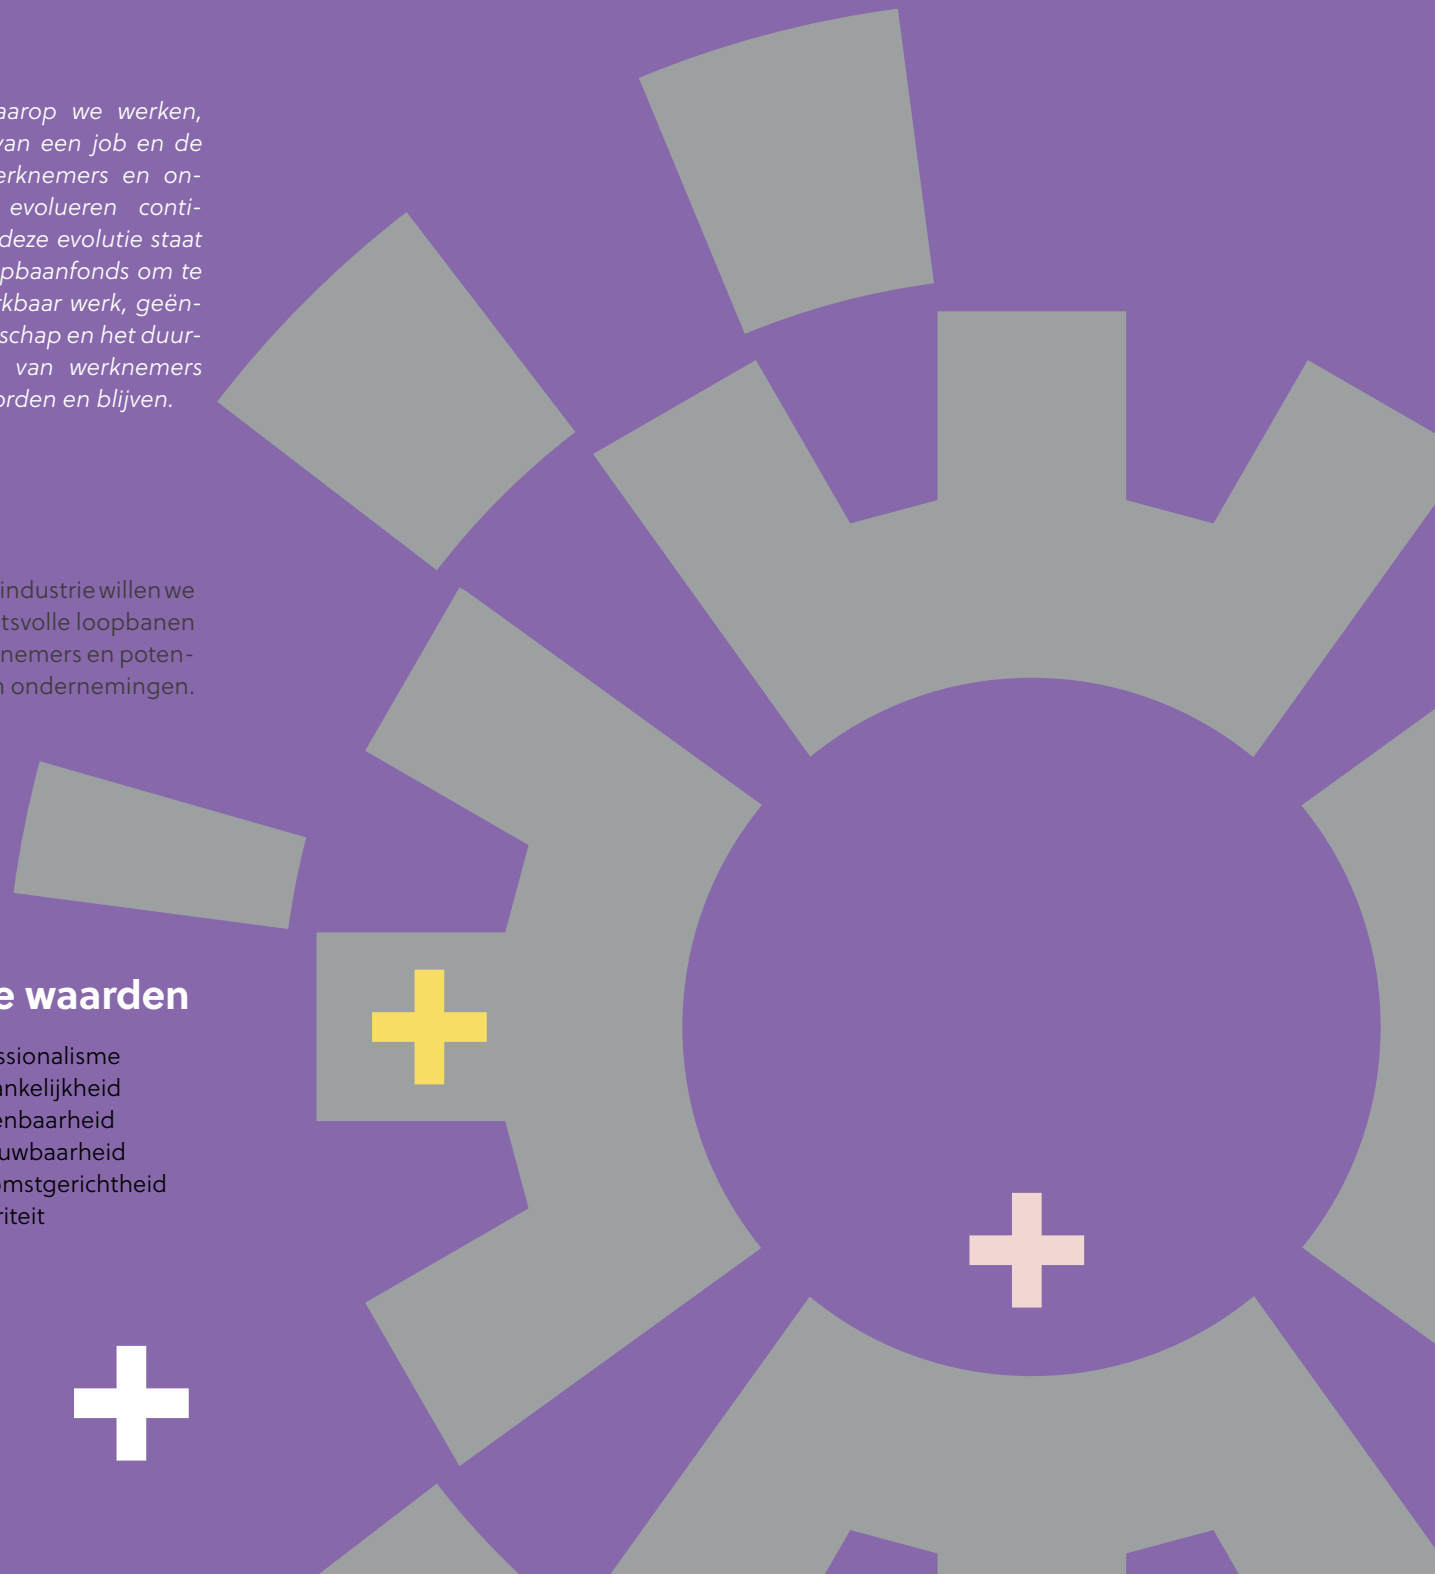 aarop we werken,
van een job en de
erknemers en on-
evolueren conti-
deze evolutie staat
pbaanfonds om te
kbaar werk, geën-
schap en het duur-
van werknemers
orden en blijven.
industrie willen we
tsvolle loopbanen
nemers en poten-
n ondernemingen.
e waarden
ssionalisme
ankelijkheid
enbaarheid
uwbaarheid
omstgerichtheid
riteit